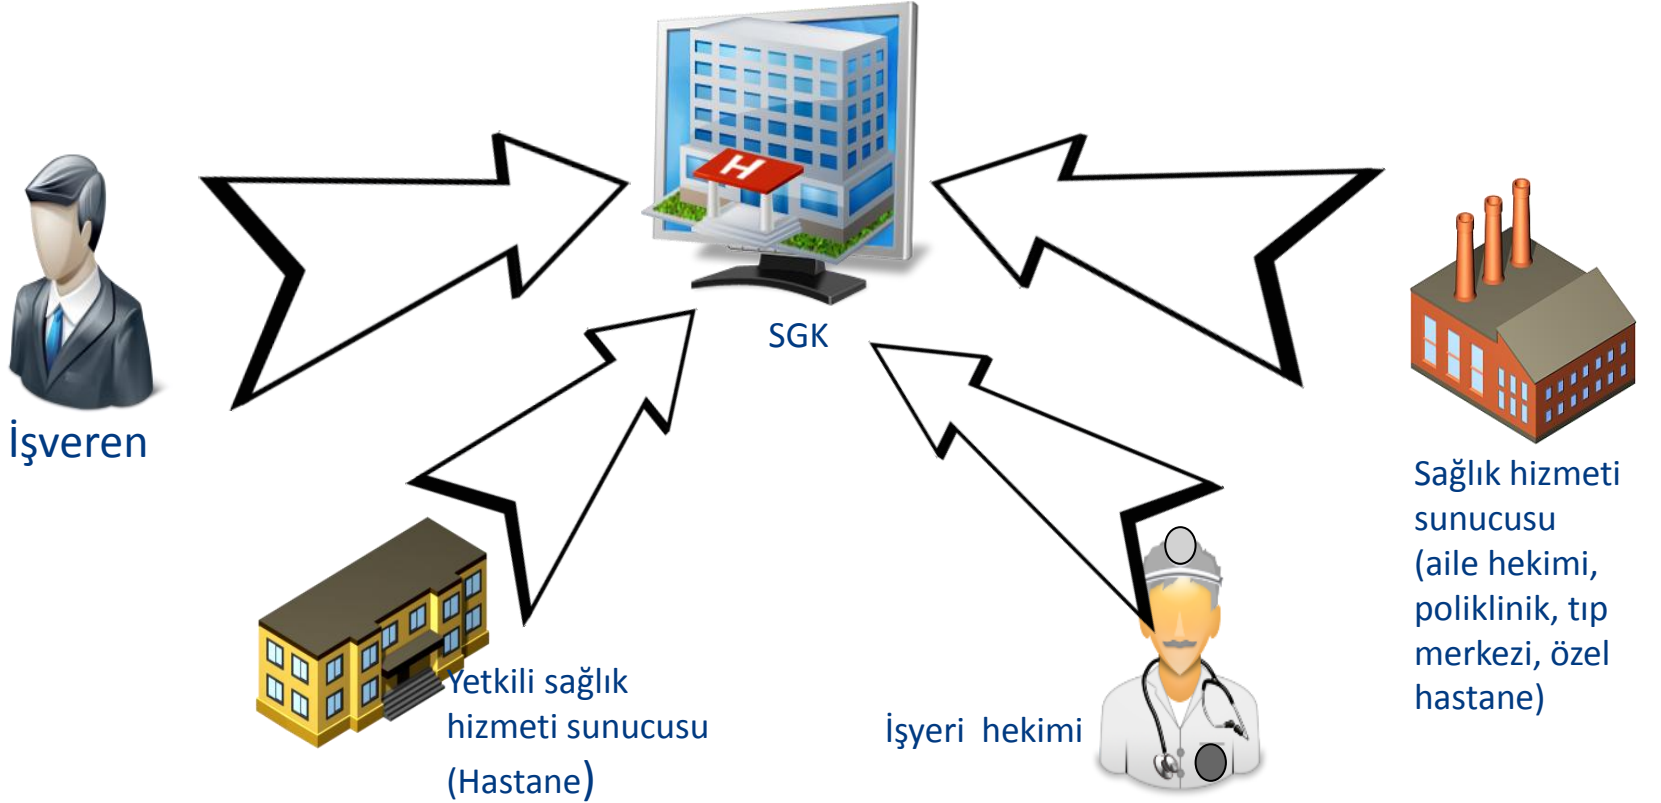 H
SGK
İşveren
Sağlık hizmeti
sunucusu
(aile hekimi,
poliklinik, tıp
merkezi, özel
hastane)
Yetkili sağlık
hizmeti sunucusu
(Hastane)
İşyeri hekimi